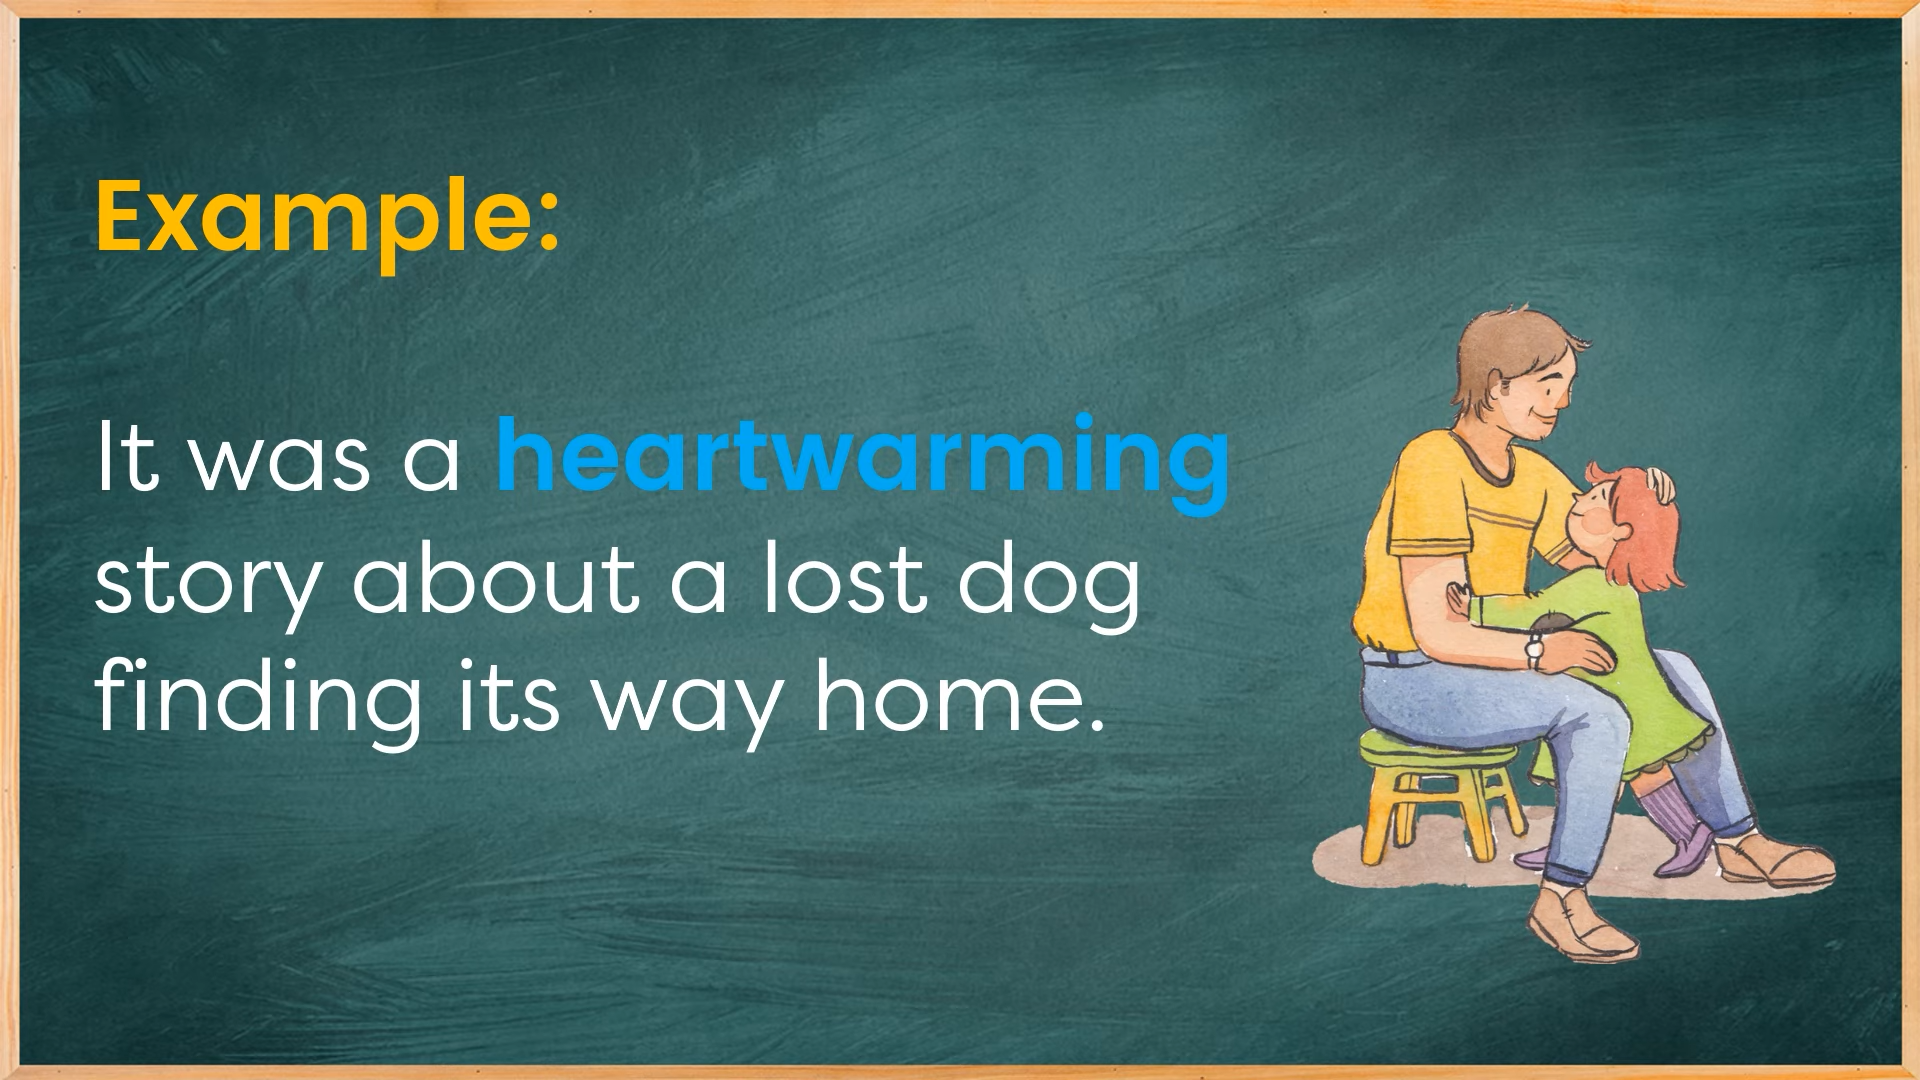 Example:
It was a heartwarming
story about a lost dog
finding its way home.